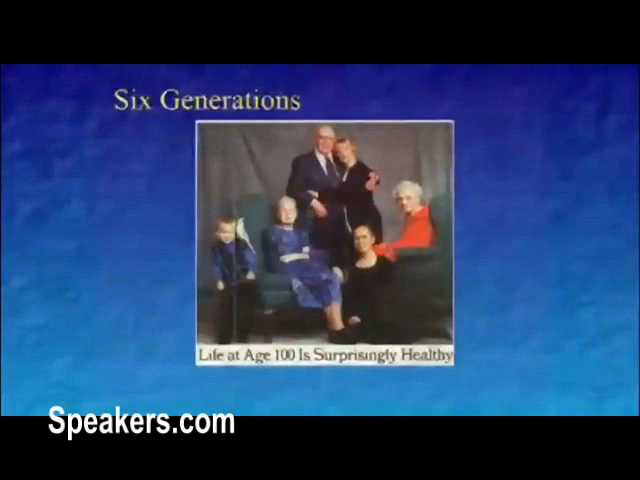 Six Generations
Life at Age 100 Is Surprisingly Healthy
Speakers.com